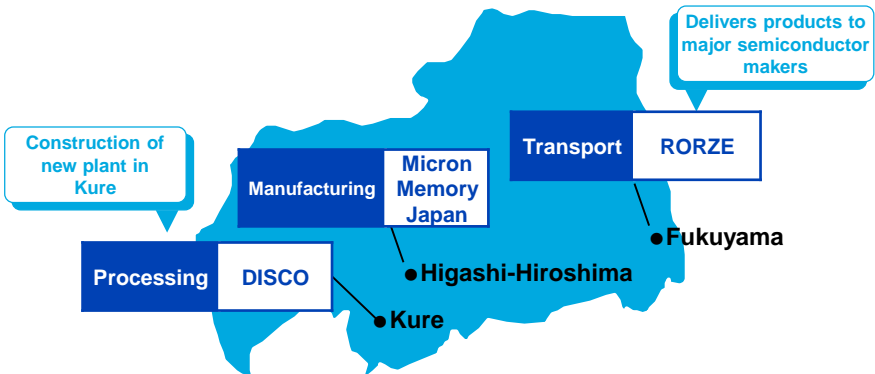 Delivers products to
major semiconductor
makers
Transport
RORZE
Construction of
new plant in
Kure
Manufacturing
Micron
Memory
Japan
Fukuyama
Processing
DISCO
Higashi-Hiroshima
Kure